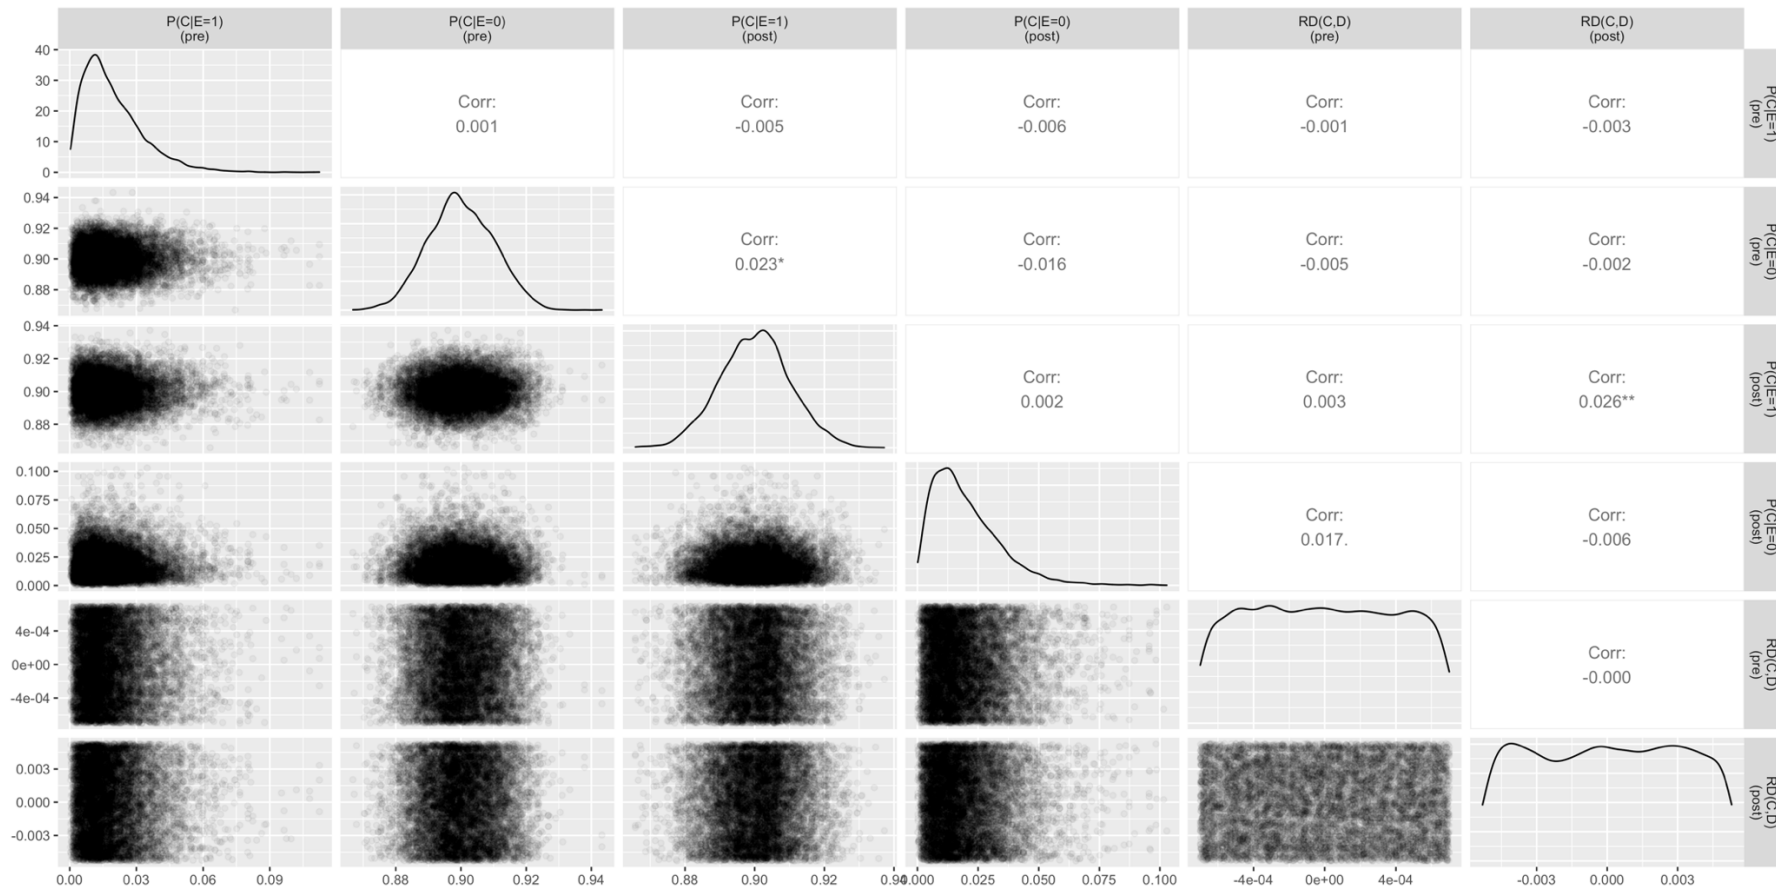 P(C|E=1)
(pre)
P(C|E=0)
(pre)
P(C|E=1)
(post)
P(C|E=0)
(post)
RD(C,D)
(pre)
RD(C,D)
(post)
40
30
20
10
0
Corr:
0.001
Corr:
-0.005
Corr:
-0.006
Corr:
-0.001
Corr:
-0.003
P(C|E=1)
(pre)
0.94
0.92
0.90
0.88
Corr:
0.023*
Corr:
-0.016
Corr:
-0.005
Corr:
-0.002
P(C|E=0)
(pre)
0.94
0.92
0.90
0.88
Corr:
0.002
Corr:
0.003
Corr:
0.026**
P(C|E=1)
(post)
0.100
0.075
0.050
0.025
0.000
Corr:
0.017.
Corr:
-0.006
P(C|E=0)
(post)
4e-04
0e+00
-4e-04
Corr:
-0.000
RD(C,D)
(pre)
0.003
0.000
-0.003
RD(C,D)
(post)
0.00 0.03 0.06 0.09
0.88 0.90 0.92 0.94
0.88 0.90 0.92 0.94
0.000 0.025 0.050 0.075 0.100
-4e-04 0e+00 4e-04
-0.003 0.000 0.003